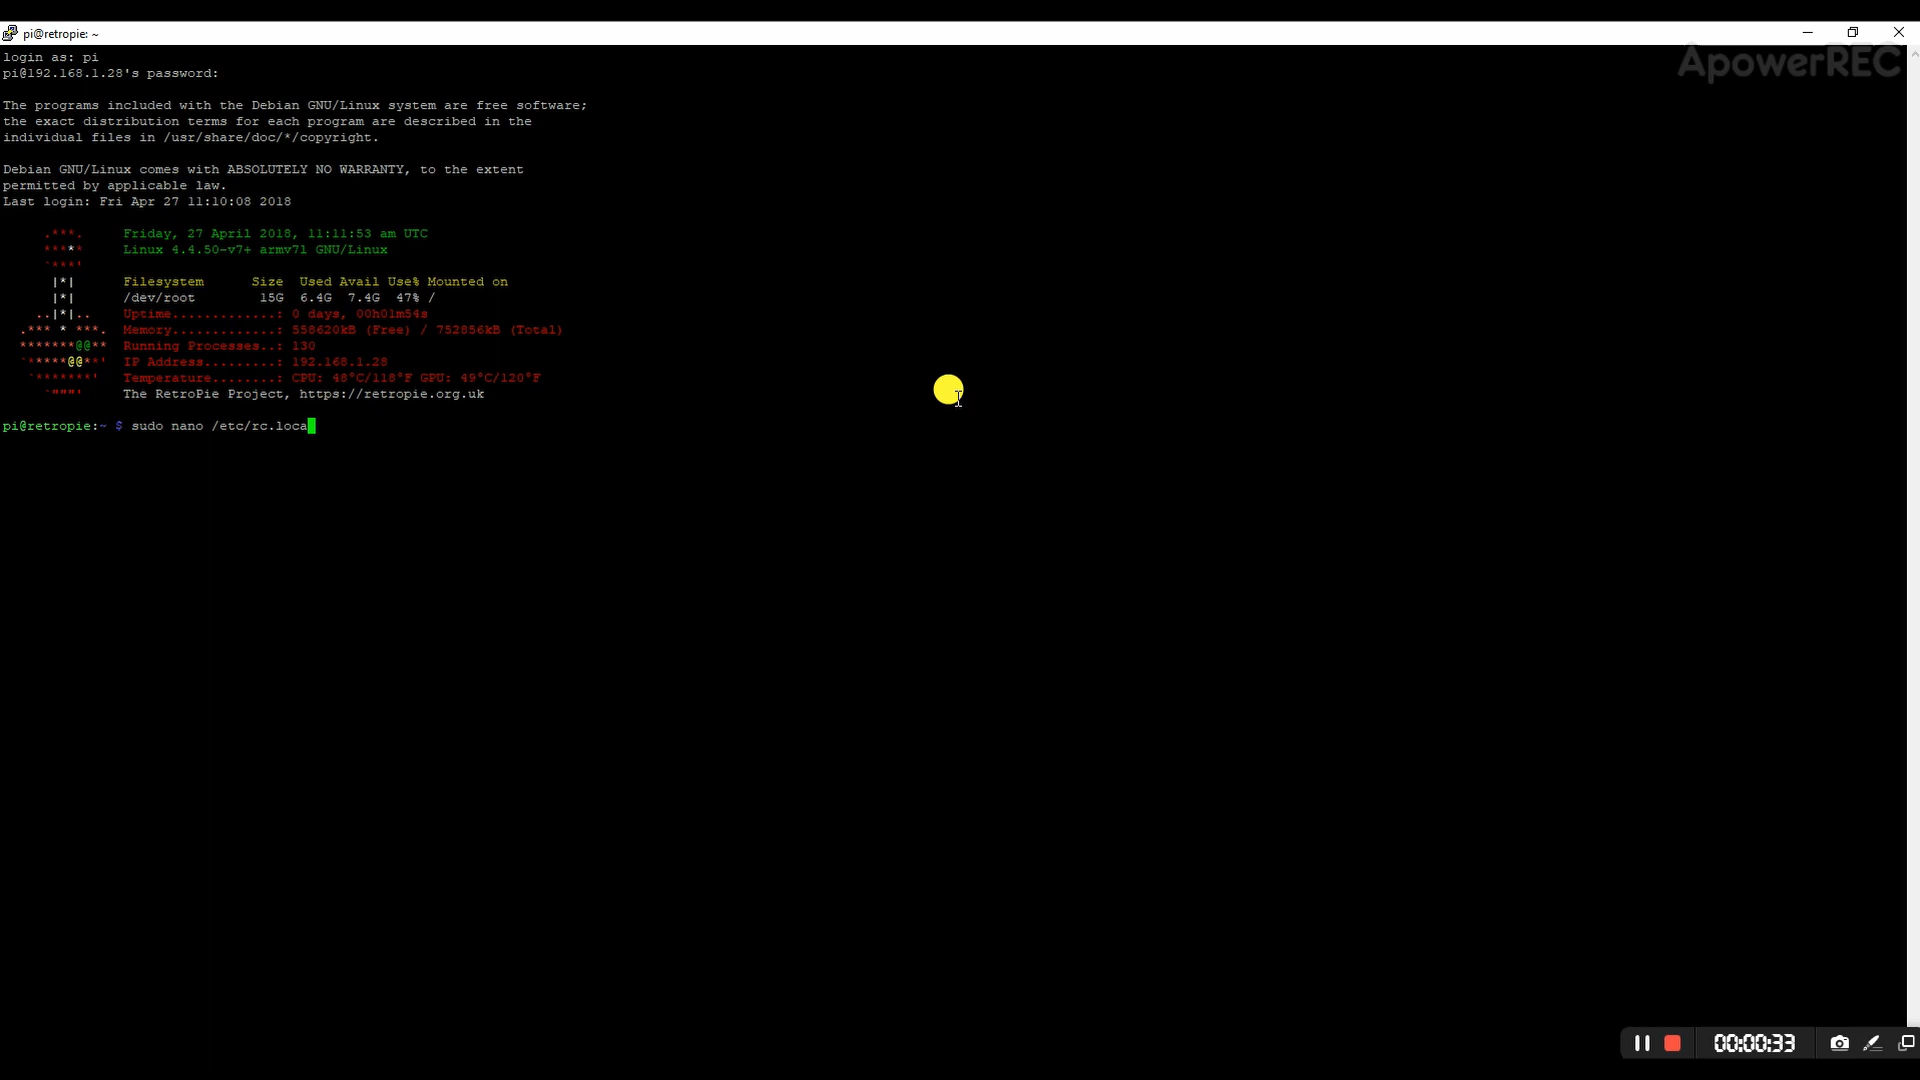 pi@retropie: ~
ApowerREC
login as: pi
pi@192.168.1.28's password:
The programs included with the Debian GNU/Linux system are free software;
the exact distribution terms for each program are described in the
individual files in /usr/share/doc/*/copyright.
Debian GNU/Linux comes with ABSOLUTELY NO WARRANTY, to the extent
permitted by applicable law.
Last login: Fri Apr 27 11:10:08 2018
.***. Friday, 27 April 2018, 11:11:53 am UTC
***** Linux 4.4.50-v7+ armv7l GNU/Linux
`***'
|*| Filesystem Size Used Avail Use% Mounted on
|*| /dev/root 15G 6.4G 7.4G 47% /
..|*|.. Uptime.............: 0 days, 00h01m54s
.*** * ***. Memory.............: 558620kB (Free) / 752856kB (Total)
*******@@** Running Processes..: 130
`*****@@**' IP Address.........: 192.168.1.28
`*******' Temperature........: CPU: 48°C/118°F GPU: 49°C/120°F
`"""' The RetroPie Project, https://retropie.org.uk
pi@retropie:~ $ sudo nano /etc/rc.loca
00:00:33